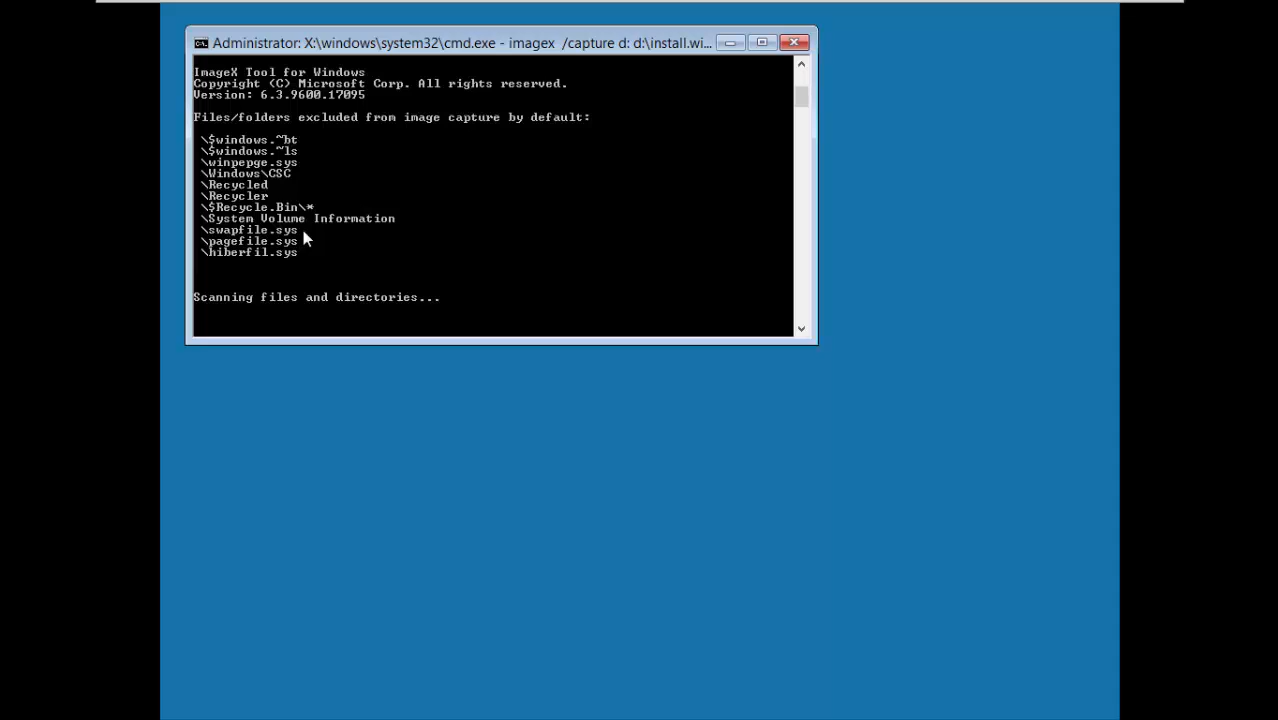 Administrator: X:\windows\system32\cmd.exe - imagex /capture d: d:\install.wi...
ImageX Tool for Windows
Copyright (C) Microsoft Corp. All rights reserved.
Version: 6.3.9600.17095
Files/folders excluded from image capture by default:
\$windows.~bt
\$windows.~ls
\winpepge.sys
\Windows\CSC
\Recycled
\Recycler
\$Recycle.Bin\*
\System Volume Information
\swapfile.sys
\pagefile.sys
\hiberfil.sys
Scanning files and directories...